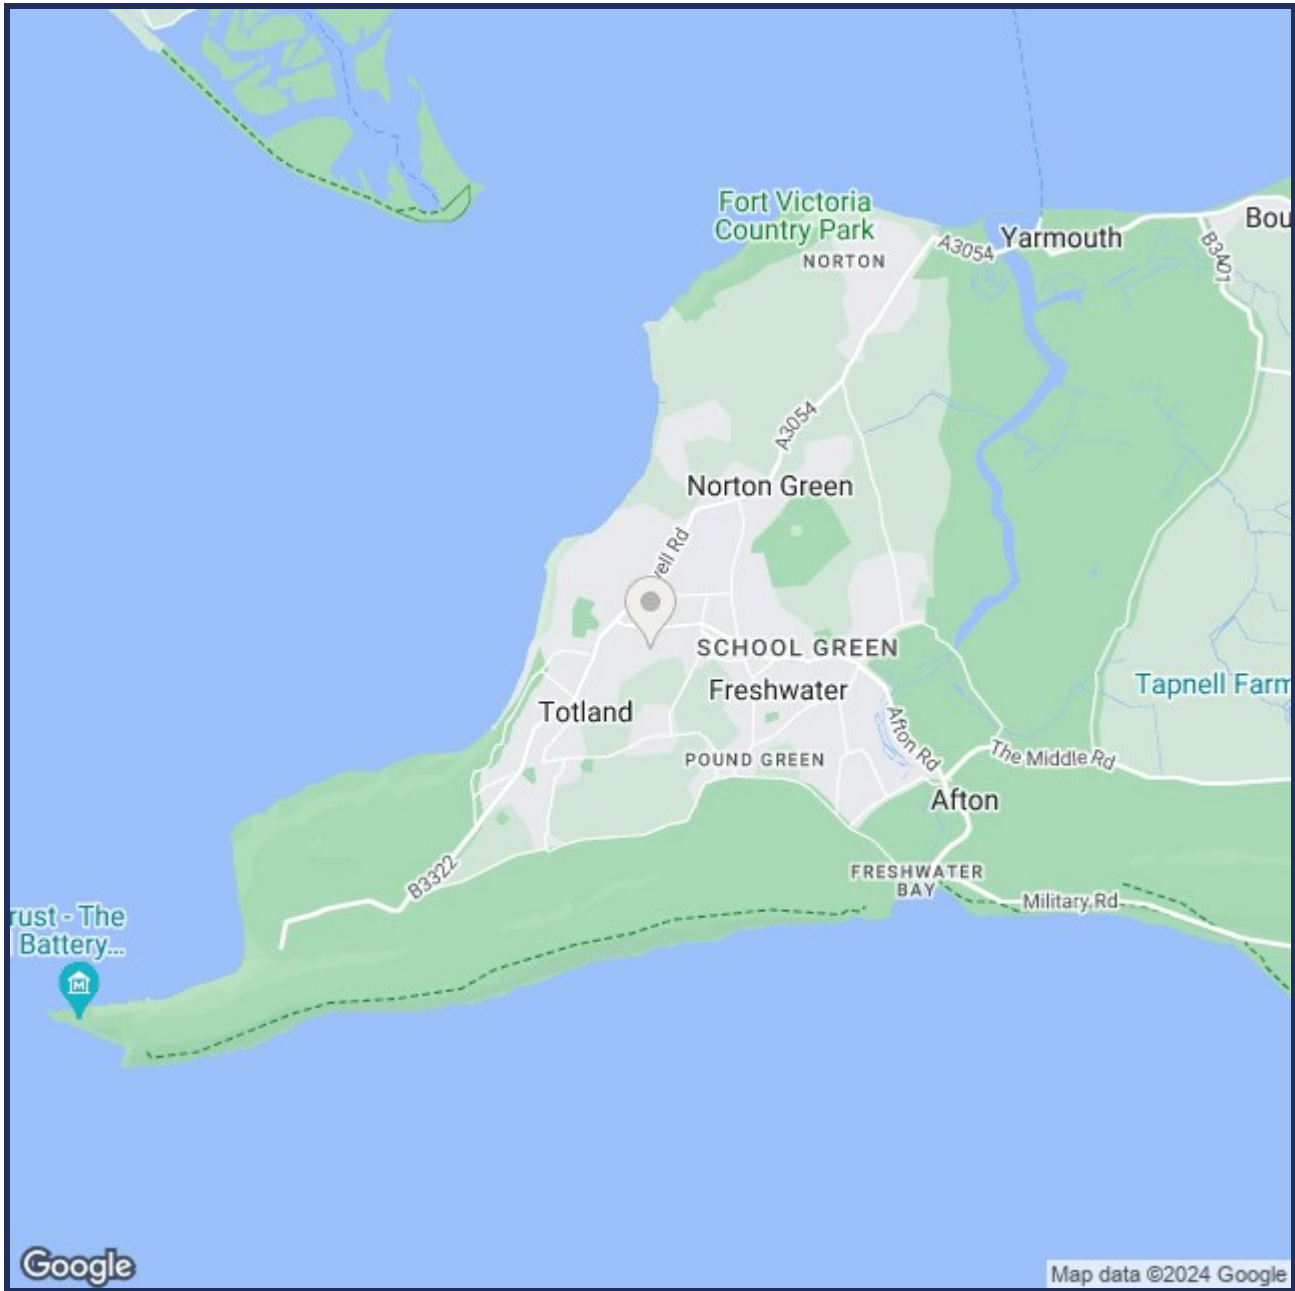 Fort Victoria
Country Park
NORTON
A3054
Yarmouth
Bou
B3401
A3054
Norton Green
vell Rd
SCHOOL GREEN
Freshwater
Tapnell Farm
Totland
Afton Rd
POUND GREEN
The Middle Rd
Afton
B3322
FRESHWATER
BAY
Military Rd
rust - The
Battery...
M
Google
Map data ©2024 Google